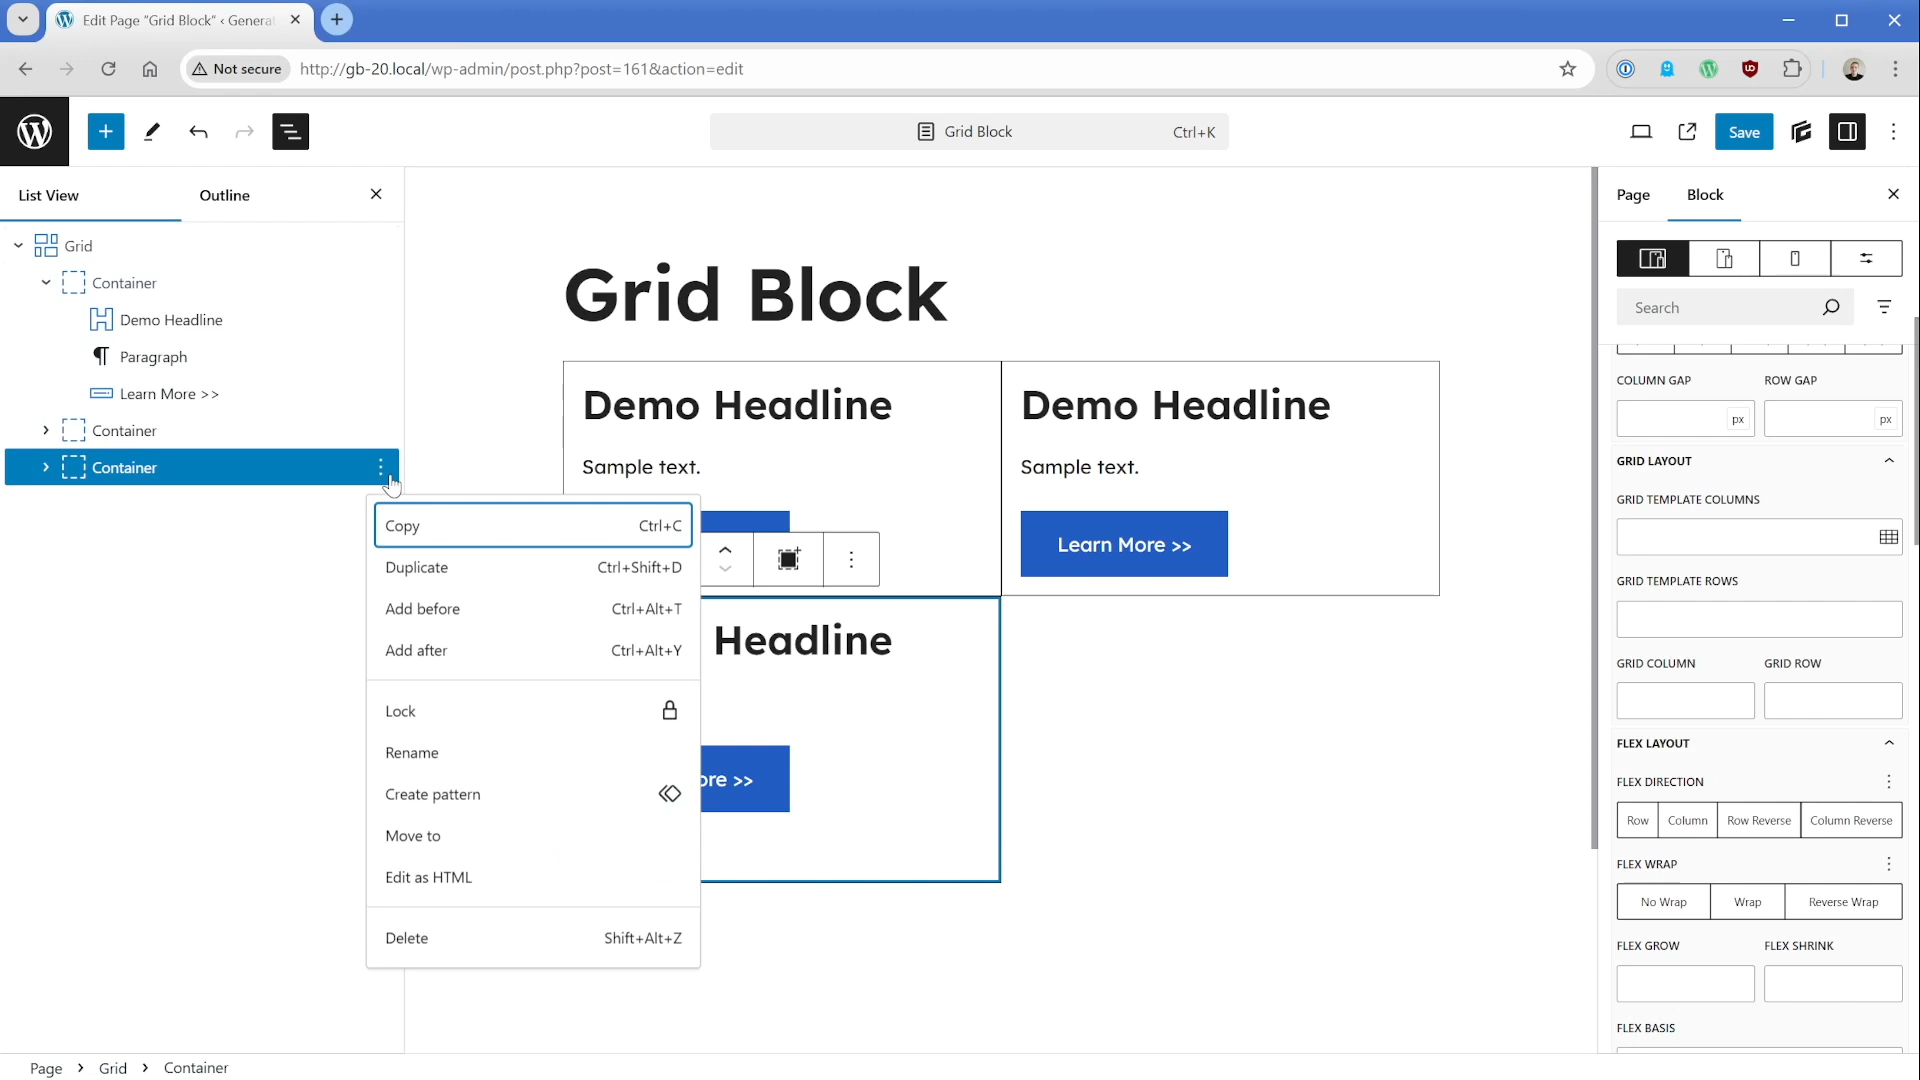 Edit Page "Grid Block" ‹ Genera
Not secure
http://gb-20.local/wp-admin/post.php?post=161&action=edit
Grid Block
Ctrl+K
Save
List View
Outline
Grid
Container
Demo Headline
Paragraph
Learn More >>
Container
Container
Copy Ctrl+C
Duplicate Ctrl+Shift+D
Add before Ctrl+Alt+T
Add after Ctrl+Alt+Y
Lock
Rename
Create pattern
Move to
Edit as HTML
Delete Shift+Alt+Z
Grid Block
Demo Headline
Sample text.
Demo Headline
Sample text.
Learn More >>
Headline
ore >>
Page
Block
Search
COLUMN GAP
ROW GAP
px
px
GRID LAYOUT
GRID TEMPLATE COLUMNS
GRID TEMPLATE ROWS
GRID COLUMN
GRID ROW
FLEX LAYOUT
FLEX DIRECTION
Row
Column
Row Reverse
Column Reverse
FLEX WRAP
No Wrap
Wrap
Reverse Wrap
FLEX GROW
FLEX SHRINK
FLEX BASIS
Page > Grid > Container